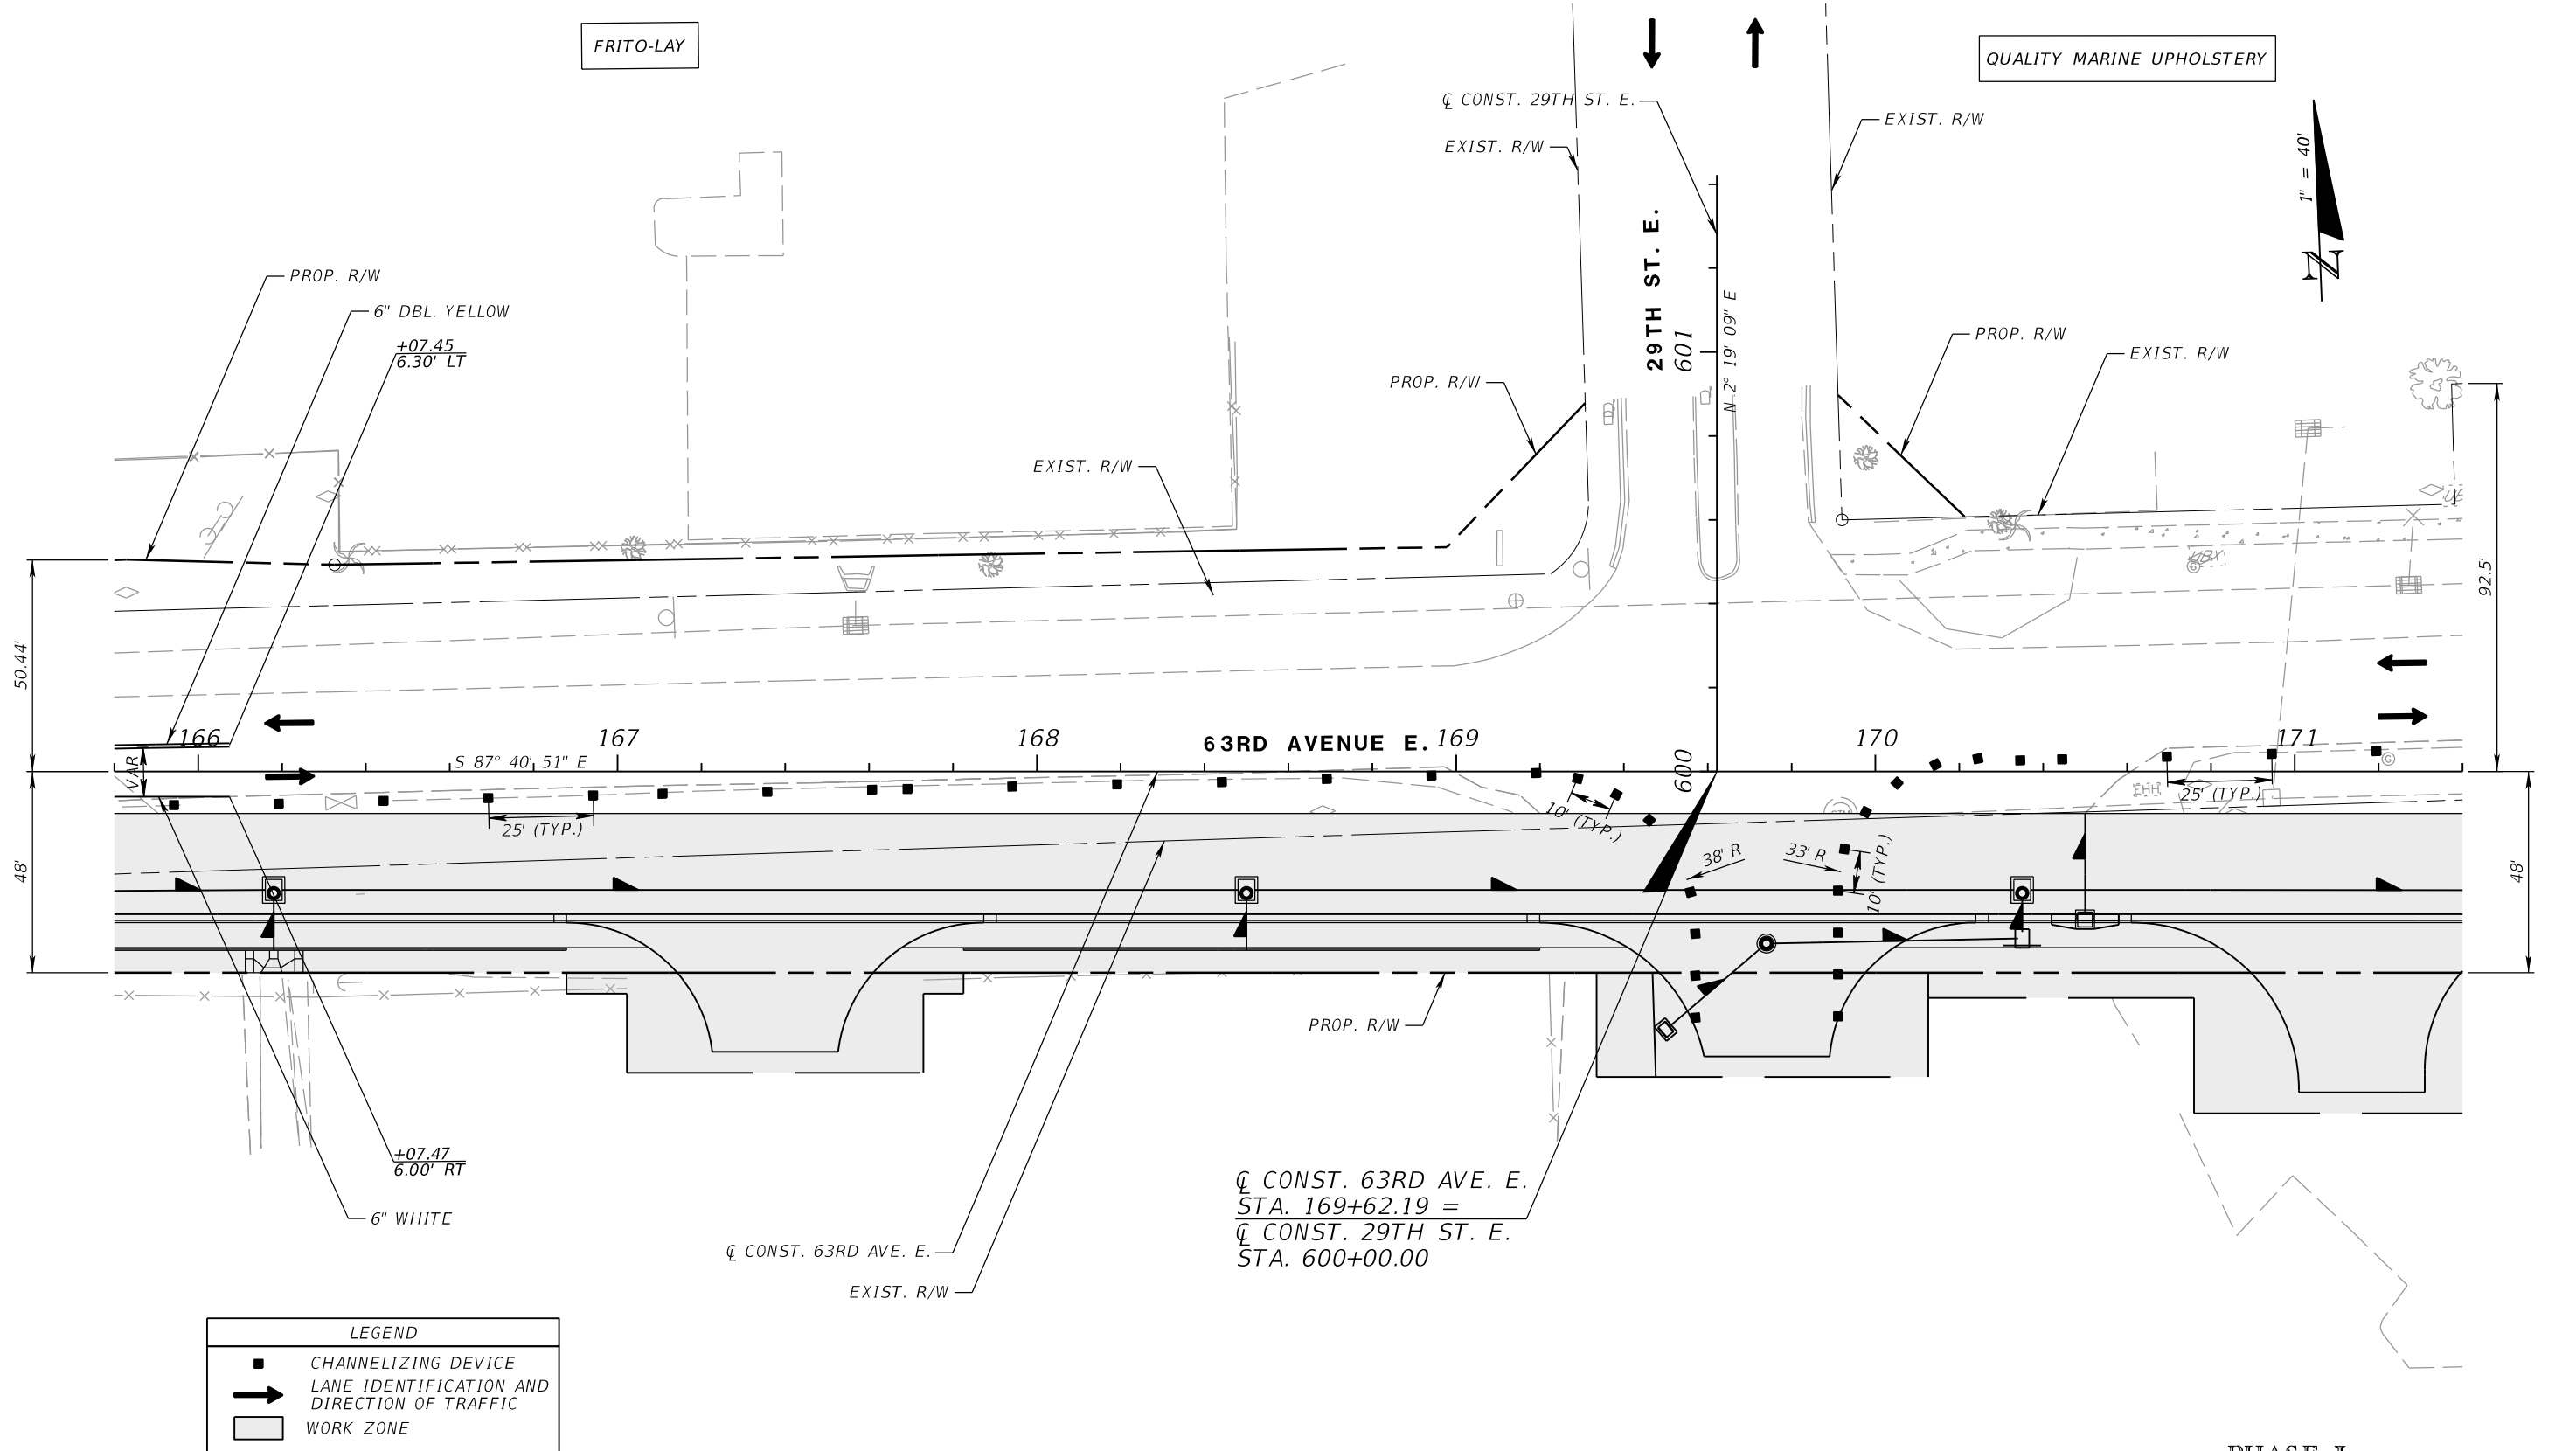 FRITO-LAY
QUALITY MARINE UPHOLSTERY
℄ CONST. 29TH ST. E.
EXIST. R/W
EXIST. R/W
1" = 40'
N
29TH ST. E.
601
N 2° 19' 09" E
PROP. R/W
6" DBL. YELLOW
+07.45
6.30' LT
PROP. R/W
EXIST. R/W
PROP. R/W
EXIST. R/W
50.44'
92.5'
166
167
168
63RD AVENUE E.
169
170
171
S 87° 40' 51" E
VAR
600
25' (TYP.)
10' (TYP.)
EHH
25' (TYP.)
G
G
UBX
38' R
33' R
10' (TYP.)
48'
48'
PROP. R/W
+07.47
6.00' RT
6" WHITE
℄ CONST. 63RD AVE. E.
EXIST. R/W
℄ CONST. 63RD AVE. E.
STA. 169+62.19 =
℄ CONST. 29TH ST. E.
STA. 600+00.00
LEGEND
CHANNELIZING DEVICE
LANE IDENTIFICATION AND
DIRECTION OF TRAFFIC
WORK ZONE
PHASE I